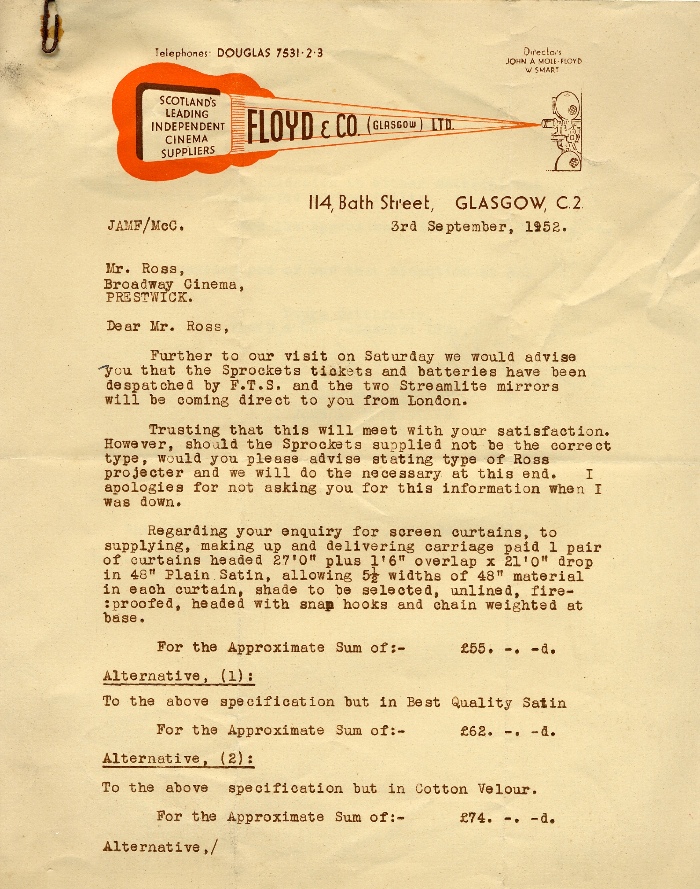 Telephones: DOUGLAS 7531·2·3
Directors
JOHN A MOLE-FLOYD
W SMART
SCOTLAND'S
LEADING
INDEPENDENT
CINEMA
SUPPLIERS
FLOYD & CO. (GLASGOW) LTD.
114, Bath Street, GLASGOW, C.2.
JAMF/McC.
3rd September, 1952.
Mr. Ross,
Broadway Cinema,
PRESTWICK.
Dear Mr. Ross,
Further to our visit on Saturday we would advise
you that the Sprockets tickets and batteries have been
despatched by F.T.S. and the two Streamlite mirrors
will be coming direct to you from London.
Trusting that this will meet with your satisfaction.
However, should the Sprockets supplied not be the correct
type, would you please advise stating type of Ross
projecter and we will do the necessary at this end. I
apologies for not asking you for this information when I
was down.
Regarding your enquiry for screen curtains, to
supplying, making up and delivering carriage paid 1 pair
of curtains headed 27'0" plus 1'6" overlap x 21'0" drop
in 48" Plain Satin, allowing 5½ widths of 48" material
in each curtain, shade to be selected, unlined, fire-
:proofed, headed with snap hooks and chain weighted at
base.
For the Approximate Sum of:- £55. -. -d.
Alternative, (1):
To the above specification but in Best Quality Satin
For the Approximate Sum of:- £62. -. -d.
Alternative, (2):
To the above specification but in Cotton Velour.
For the Approximate Sum of:- £74. -. -d.
Alternative,/